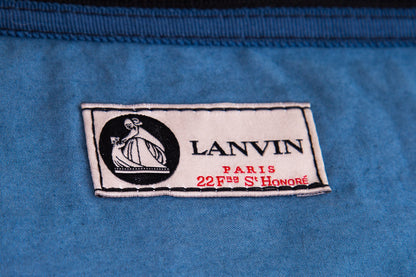 LANVIN
PARIS
22 Fbg St HONORÉ